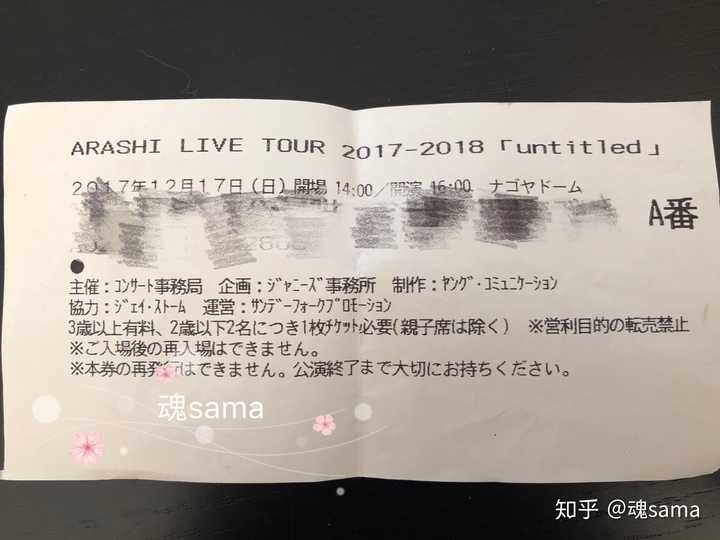 ARASHI LIVE TOUR 2017-2018 「untitled」
2017年12月17日(日) 開場 14:00／開演 16:00 ナゴヤドーム
A番
主催：ｺﾝｻｰﾄ事務局 企画：ｼﾞｬﾆｰｽﾞ事務所 制作：ﾔﾝｸﾞ･ｺﾐｭﾆｹｰｼｮﾝ
協力：ｼﾞｪｲ･ｽﾄｰﾑ 運営：ｻﾝﾃﾞｰﾌｫｰｸﾌﾟﾛﾓｰｼｮﾝ
3歳以上有料、2歳以下2名につき1枚ﾁｹｯﾄ必要(親子席は除く) ※営利目的の転売禁止
※ご入場後の再入場はできません。
※本券の再発行はできません。公演終了まで大切にお持ちください。
魂sama
知乎 @魂sama